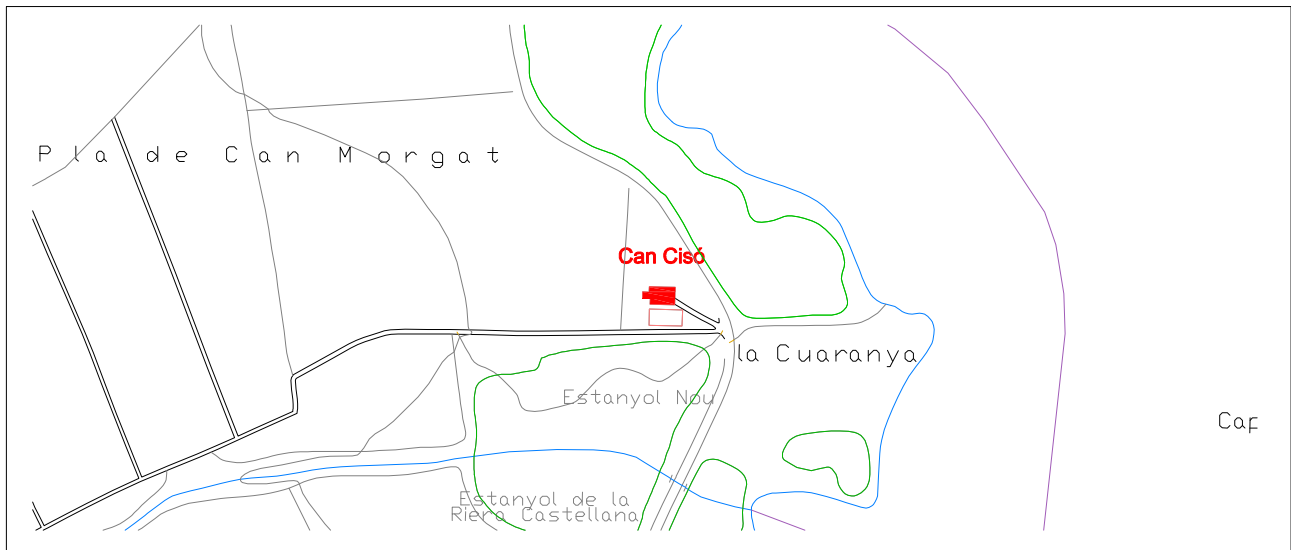 Pla de Can Morgat
Can Cisó
la Cuaranya
Estanyol Nou
Estanyol de la
Riera Castellana